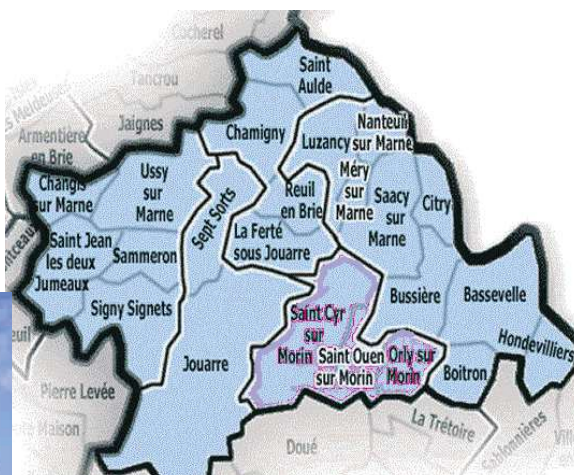 Cocherel
Tancrou
Jaignes
Armentière
en Brie
Saint
Aulde
Chamigny
Luzancy
Nanteuil
sur Marne
Méry
sur
Marne
Changis
sur Marne
Ussy
sur
Marne
Sept Sorts
Reuil
en Brie
Saacy
sur
Marne
Citry
Saint Jean
les deux
Jumeaux
Sammeron
La Ferté
sous Jouarre
Signy Signets
Bussière
Bassevelle
Hondevilliers
Saint Cyr
sur
Morin
Saint Ouen
sur Morin
Orly sur
Morin
Boitron
Jouarre
Pierre Levée
Maison
Doué
La Trétoire
Sablonnières